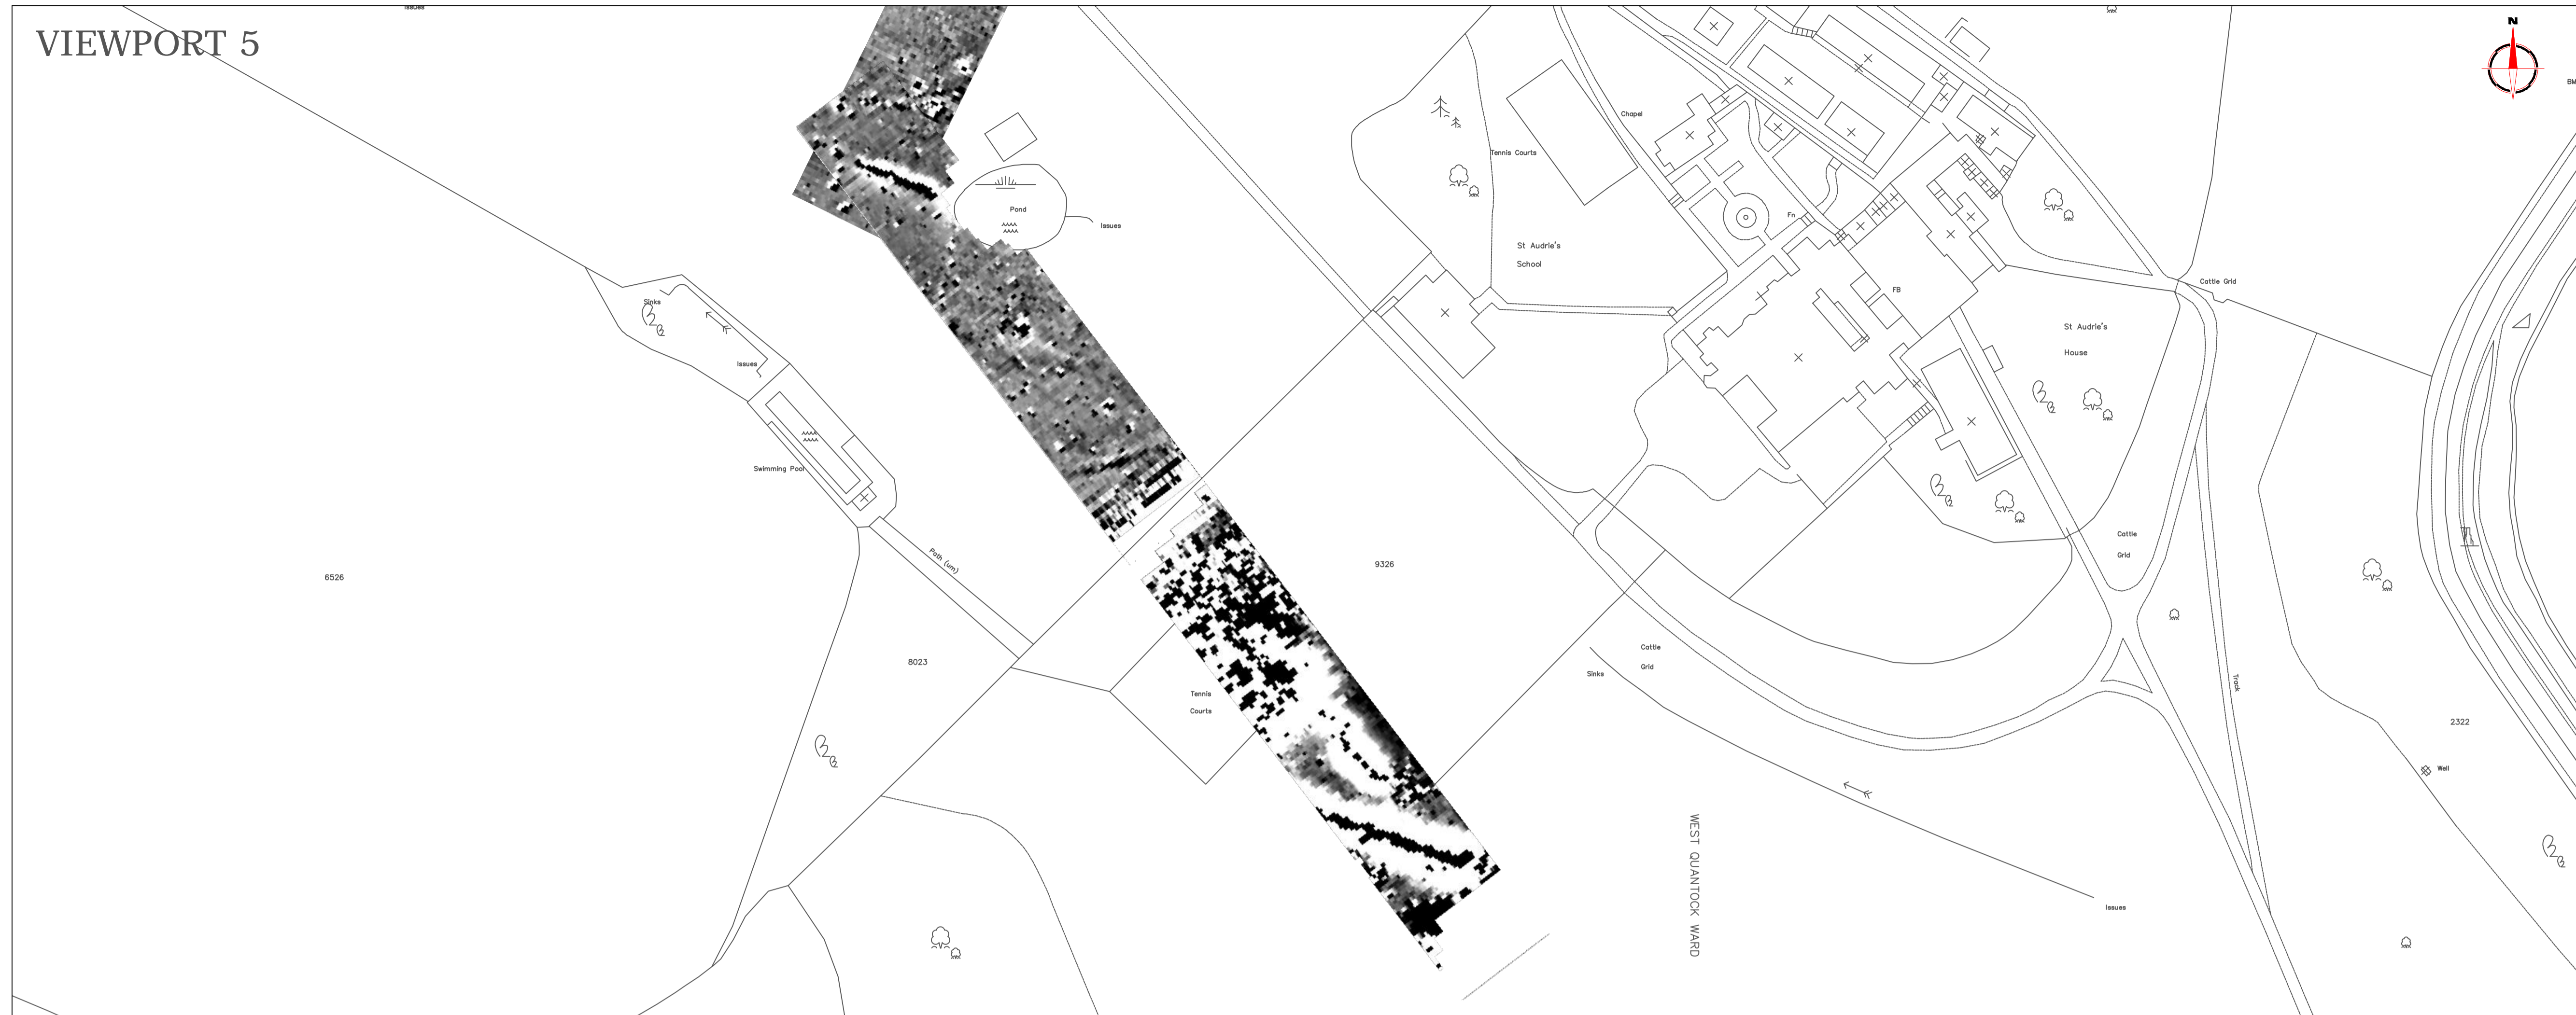 Issues
VIEWPORT 5
N
BM
Chapel
Tennis Courts
Pond
Issues
Fn
St Audrie's
School
Cattle Grid
FB
Sinks
St Audrie's
House
Issues
Swimming Pool
Cattle
Grid
Path (um)
9326
6526
Cattle
Grid
8023
Sinks
Track
Tennis
Courts
2322
Well
WEST QUANTOCK WARD
Issues